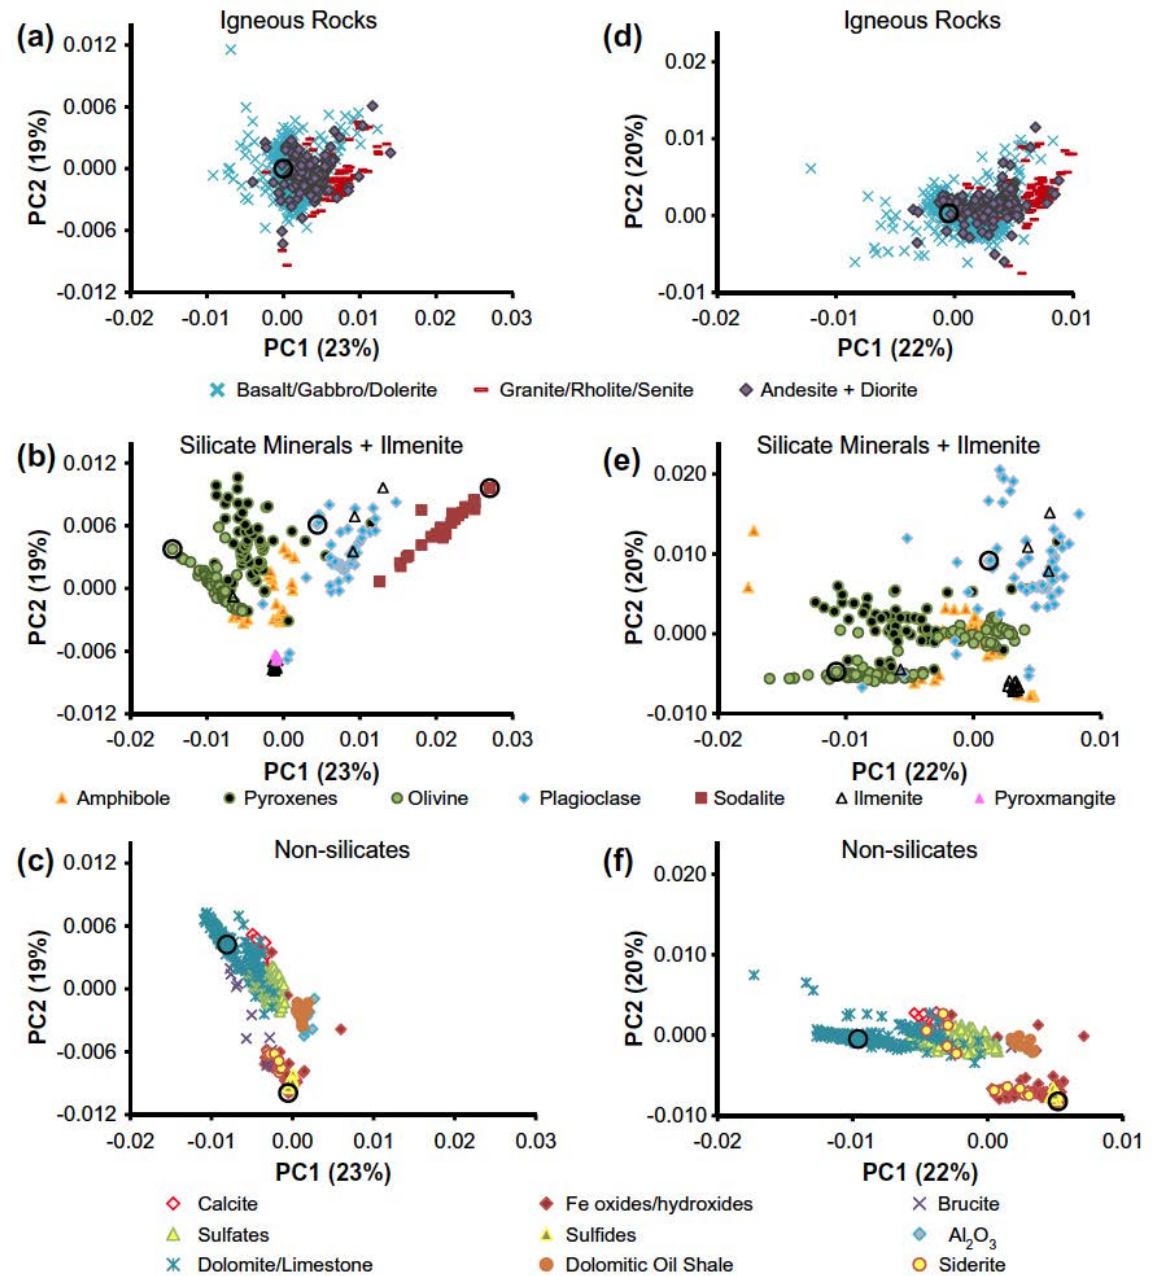 (a)
Igneous Rocks
0.012
0.006
0.000
-0.006
-0.012
PC2 (19%)
-0.02 -0.01 0.00 0.01 0.02 0.03
PC1 (23%)
(d)
Igneous Rocks
0.02
0.01
0.00
-0.01
PC2 (20%)
-0.02 -0.01 0.00 0.01
PC1 (22%)
Basalt/Gabbro/Dolerite Granite/Rholite/Senite Andesite + Diorite
(b)
Silicate Minerals + Ilmenite
0.012
0.006
0.000
-0.006
-0.012
PC2 (19%)
-0.02 -0.01 0.00 0.01 0.02 0.03
PC1 (23%)
(e)
Silicate Minerals + Ilmenite
0.020
0.010
0.000
-0.010
PC2 (20%)
-0.02 -0.01 0.00 0.01
PC1 (22%)
Amphibole Pyroxenes Olivine Plagioclase Sodalite Ilmenite Pyroxmangite
(c)
Non-silicates
0.012
0.006
0.000
-0.006
-0.012
PC2 (19%)
-0.02 -0.01 0.00 0.01 0.02 0.03
PC1 (23%)
(f)
Non-silicates
0.020
0.010
0.000
-0.010
PC2 (20%)
-0.02 -0.01 0.00 0.01
PC1 (22%)
Calcite Fe oxides/hydroxides Brucite
Sulfates Sulfides Al₂O₃
Dolomite/Limestone Dolomitic Oil Shale Siderite